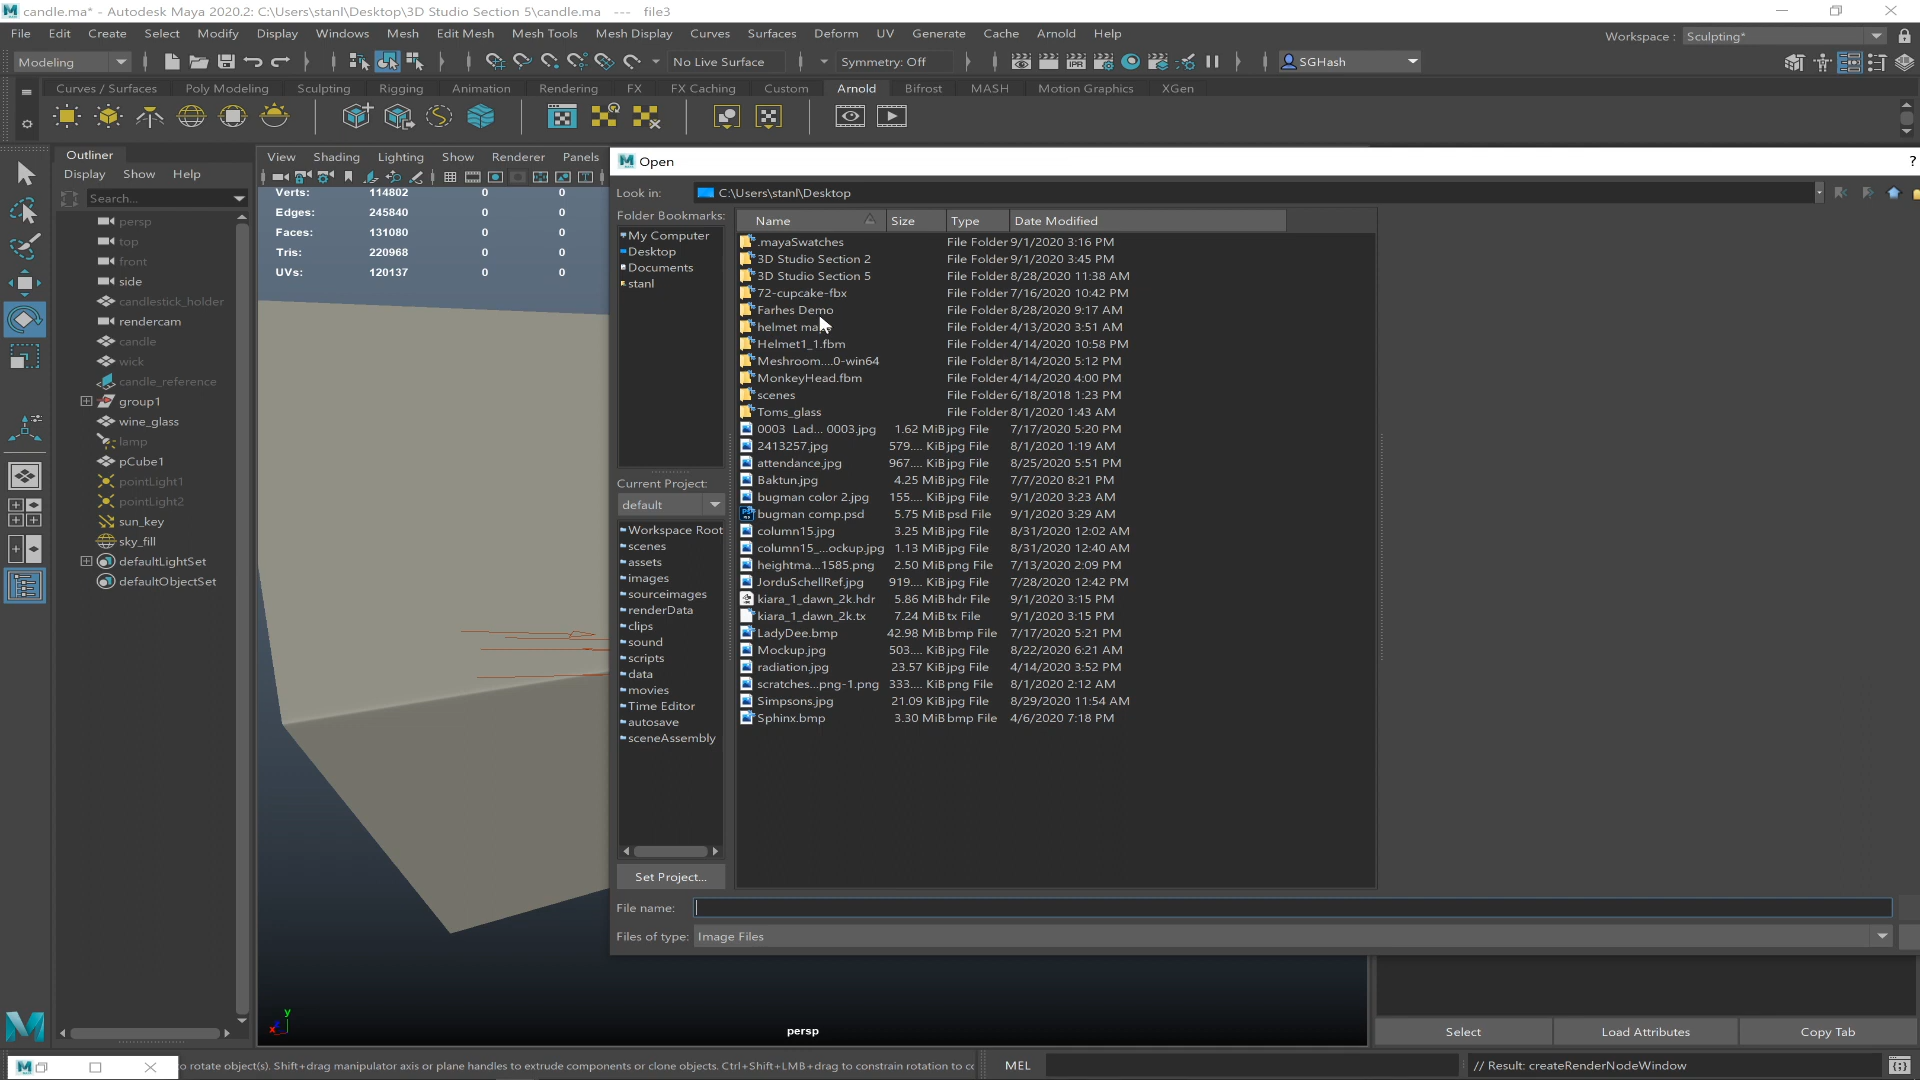 candle.ma* - Autodesk Maya 2020.2: C:\Users\stanl\Desktop\3D Studio Section 5\candle.ma --- file3
File Edit Create Select Modify Display Windows Mesh Edit Mesh Mesh Tools Mesh Display Curves Surfaces Deform UV Generate Cache Arnold Help
Workspace : Sculpting*
Modeling
No Live Surface
Symmetry: Off
SGHash
Curves / Surfaces Poly Modeling Sculpting Rigging Animation Rendering FX FX Caching Custom Arnold Bifrost MASH Motion Graphics XGen
Outliner
Display Show Help
Search...
persp
top
front
side
candlestick_holder
rendercam
candle
wick
candle_reference
group1
wine_glass
lamp
pCube1
pointLight1
pointLight2
sun_key
sky_fill
defaultLightSet
defaultObjectSet
View Shading Lighting Show Renderer Panels
Verts: 114802 0 0
Edges: 245840 0 0
Faces: 131080 0 0
Tris: 220968 0 0
UVs: 120137 0 0
Open
?
Look in: C:\Users\stanl\Desktop
Folder Bookmarks:
My Computer
Desktop
Documents
stanl
Name Size Type Date Modified
.mayaSwatches File Folder 9/1/2020 3:16 PM
3D Studio Section 2 File Folder 9/1/2020 3:45 PM
3D Studio Section 5 File Folder 8/28/2020 11:38 AM
72-cupcake-fbx File Folder 7/16/2020 10:42 PM
Farhes Demo File Folder 8/28/2020 9:17 AM
helmet File Folder 4/13/2020 3:51 AM
Helmet1_1.fbm File Folder 4/14/2020 10:58 PM
Meshroom....0-win64 File Folder 8/14/2020 5:12 PM
MonkeyHead.fbm File Folder 4/14/2020 4:00 PM
scenes File Folder 6/18/2018 1:23 PM
Toms_glass File Folder 8/1/2020 1:43 AM
0003 Lad... 0003.jpg 1.62 MiB jpg File 7/17/2020 5:20 PM
2413257.jpg 579.... KiB jpg File 8/1/2020 1:19 AM
attendance.jpg 967.... KiB jpg File 8/25/2020 5:51 PM
Baktun.jpg 4.25 MiB jpg File 7/7/2020 8:21 PM
bugman color 2.jpg 155.... KiB jpg File 9/1/2020 3:23 AM
bugman comp.psd 5.75 MiB psd File 9/1/2020 3:29 AM
column15.jpg 3.25 MiB jpg File 8/31/2020 12:02 AM
column15_...ockup.jpg 1.13 MiB jpg File 8/31/2020 12:40 AM
heightma...1585.png 2.50 MiB png File 7/13/2020 2:09 PM
JorduSchellRef.jpg 919.... KiB jpg File 7/28/2020 12:42 PM
kiara_1_dawn_2k.hdr 5.86 MiB hdr File 9/1/2020 3:15 PM
kiara_1_dawn_2k.tx 7.24 MiB tx File 9/1/2020 3:15 PM
LadyDee.bmp 42.98 MiB bmp File 7/17/2020 5:21 PM
Mockup.jpg 503.... KiB jpg File 8/22/2020 6:21 AM
radiation.jpg 23.57 KiB jpg File 4/14/2020 3:52 PM
scratches...png-1.png 333.... KiB png File 8/1/2020 2:12 AM
Simpsons.jpg 21.09 KiB jpg File 8/29/2020 11:54 AM
Sphinx.bmp 3.30 MiB bmp File 4/6/2020 7:18 PM
Current Project:
default
Workspace Root
scenes
assets
images
sourceimages
renderData
clips
sound
scripts
data
movies
Time Editor
autosave
sceneAssembly
Set Project...
File name:
Files of type: Image Files
y
x
persp
Select Load Attributes Copy Tab
o rotate object(s). Shift+drag manipulator axis or plane handles to extrude components or clone objects. Ctrl+Shift+LMB+drag to constrain rotation to cc
MEL
// Result: createRenderNodeWindow